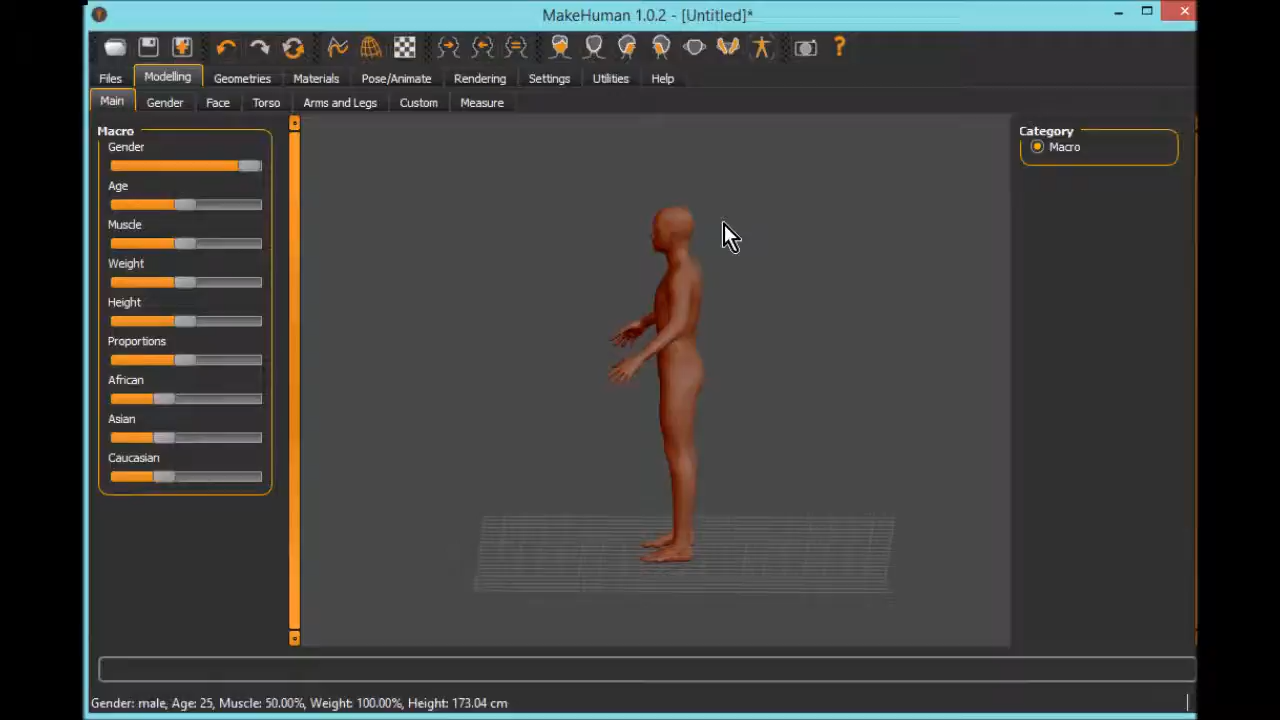 MakeHuman 1.0.2 - [Untitled]*
Files Modelling Geometries Materials Pose/Animate Rendering Settings Utilities Help
Main Gender Face Torso Arms and Legs Custom Measure
Macro
Gender
Age
Muscle
Weight
Height
Proportions
African
Asian
Caucasian
Category
Macro
Gender: male, Age: 25, Muscle: 50.00%, Weight: 100.00%, Height: 173.04 cm